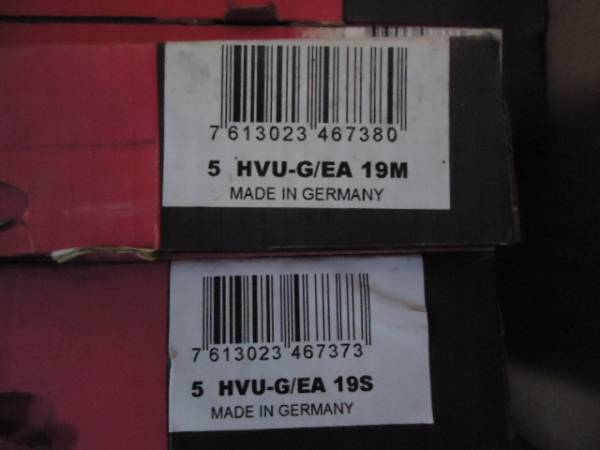 7 613023 467380
5 HVU-G/EA 19M
MADE IN GERMANY
7 613023 467373
5 HVU-G/EA 19S
MADE IN GERMANY